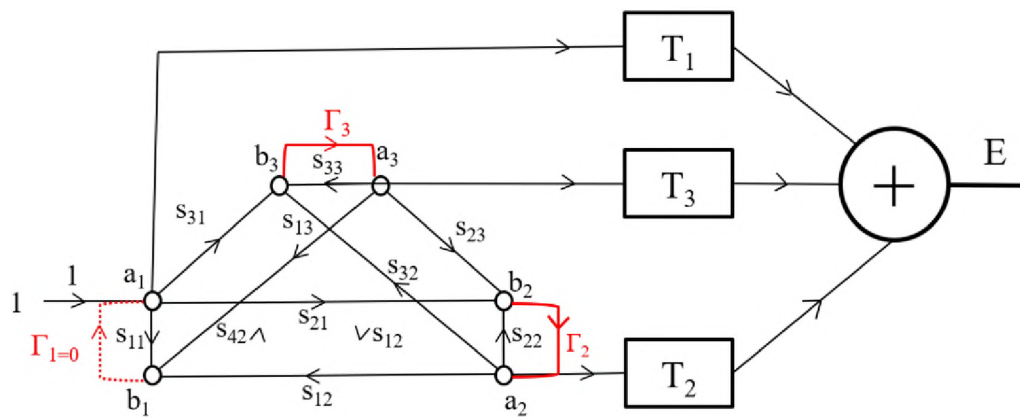 T₁
Γ₃
b₃ a₃
s₃₃
T₃
E
+
s₃₁
s₁₃
s₂₃
s₃₂
1 1 a₁
b₂
s₂₁
Γ₁₌₀
s₁₁ s₄₂ ∧ ∨ s₁₂ s₂₂ Γ₂
T₂
b₁ s₁₂ a₂